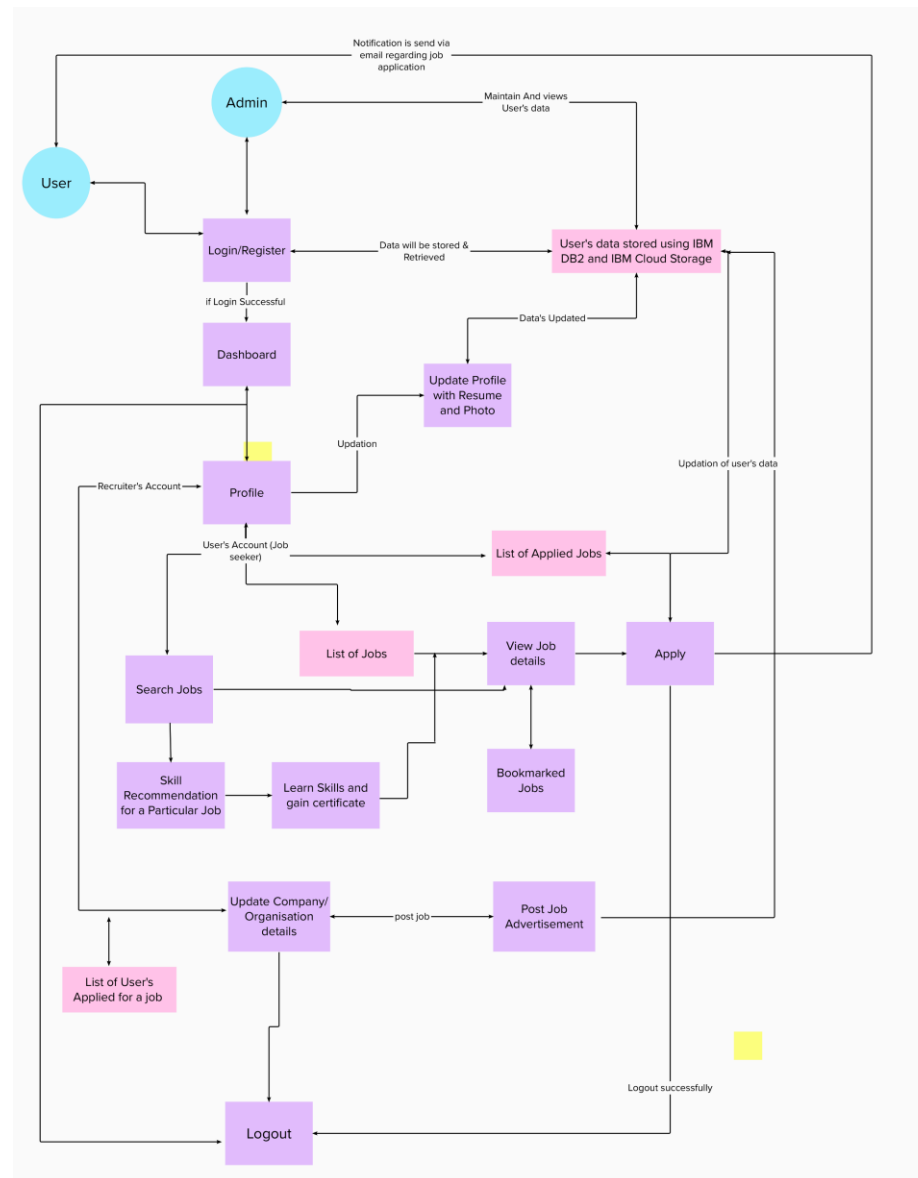 Notification is send via
email regarding job
application
Admin
Maintain And views
User's data
User
Login/Register
Data will be stored &
Retrieved
User's data stored using IBM
DB2 and IBM Cloud Storage
if Login Successful
Data's Updated
Dashboard
Update Profile
with Resume
and Photo
Updation
Updation of user's data
Recruiter's Account
Profile
User's Account (Job
seeker)
List of Applied Jobs
List of Jobs
View Job
details
Apply
Search Jobs
Skill
Recommendation
for a Particular Job
Learn Skills and
gain certificate
Bookmarked
Jobs
Update Company/
Organisation
details
post job
Post Job
Advertisement
List of User's
Applied for a job
Logout successfully
Logout